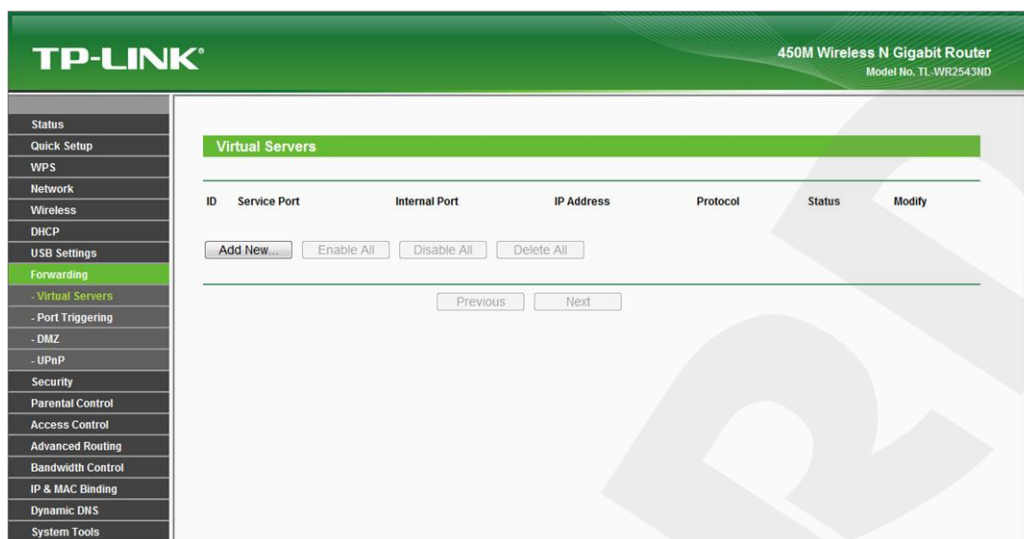 TP-LINK®
450M Wireless N Gigabit Router
Model No. TL-WR2543ND
Status
Quick Setup
WPS
Network
Wireless
DHCP
USB Settings
Forwarding
- Virtual Servers
- Port Triggering
- DMZ
- UPnP
Security
Parental Control
Access Control
Advanced Routing
Bandwidth Control
IP & MAC Binding
Dynamic DNS
System Tools
Virtual Servers
ID Service Port Internal Port IP Address Protocol Status Modify
Add New... Enable All Disable All Delete All
Previous Next